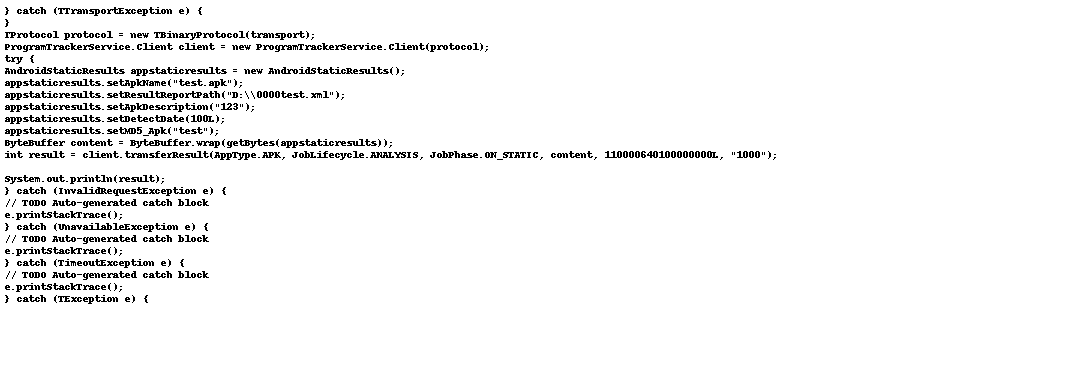 } catch (TTransportException e) {
}
TProtocol protocol = new TBinaryProtocol(transport);
ProgramTrackerService.Client client = new ProgramTrackerService.Client(protocol);
try {
AndroidStaticResults appstaticresults = new AndroidStaticResults();
appstaticresults.setApkName("test.apk");
appstaticresults.setResultReportPath("D:\\0000test.xml");
appstaticresults.setApkDescription("123");
appstaticresults.setDetectDate(100L);
appstaticresults.setMD5_Apk("test");
ByteBuffer content = ByteBuffer.wrap(getBytes(appstaticresults));
int result = client.transferResult(AppType.APK, JobLifecycle.ANALYSIS, JobPhase.ON_STATIC, content, 110000640100000000L, "1000");
System.out.println(result);
} catch (InvalidRequestException e) {
// TODO Auto-generated catch block
e.printStackTrace();
} catch (UnavailableException e) {
// TODO Auto-generated catch block
e.printStackTrace();
} catch (TimeoutException e) {
// TODO Auto-generated catch block
e.printStackTrace();
} catch (TException e) {